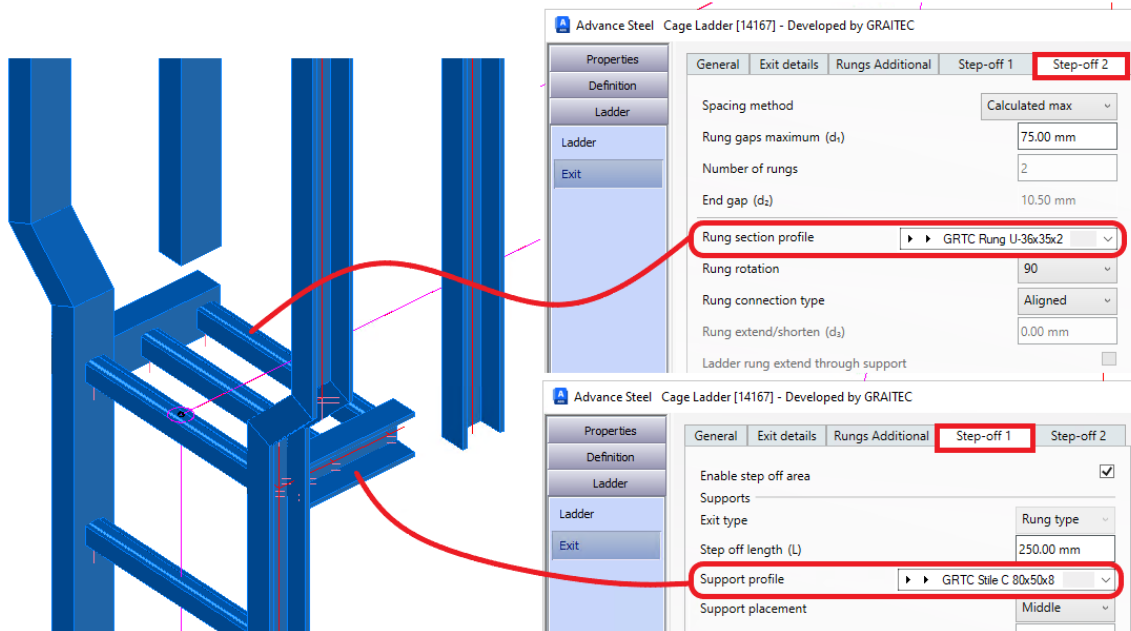 Advance Steel Cage Ladder [14167] - Developed by GRAITEC
Properties
Definition
Ladder
Ladder
Exit
General Exit details Rungs Additional Step-off 1 Step-off 2
Spacing method Calculated max
Rung gaps maximum (d₁) 75.00 mm
Number of rungs 2
End gap (d₂) 10.50 mm
Rung section profile GRTC Rung U-36x35x2
Rung rotation 90
Rung connection type Aligned
Rung extend/shorten (d₃) 0.00 mm
Ladder rung extend through support
Advance Steel Cage Ladder [14167] - Developed by GRAITEC
Properties
Definition
Ladder
Ladder
Exit
General Exit details Rungs Additional Step-off 1 Step-off 2
Enable step off area
Supports
Exit type Rung type
Step off length (L) 250.00 mm
Support profile GRTC Stile C 80x50x8
Support placement Middle